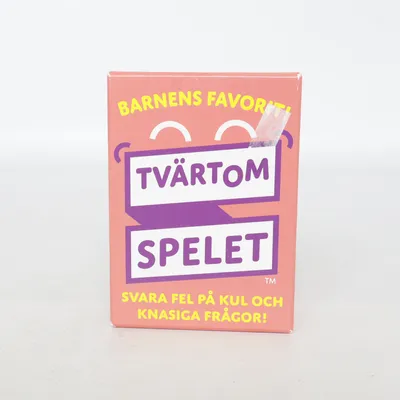 BARNENS FAVORIT!
TVÄRTOM
SPELET
TM
SVARA FEL PÅ KUL OCH
KNASIGA FRÅGOR!